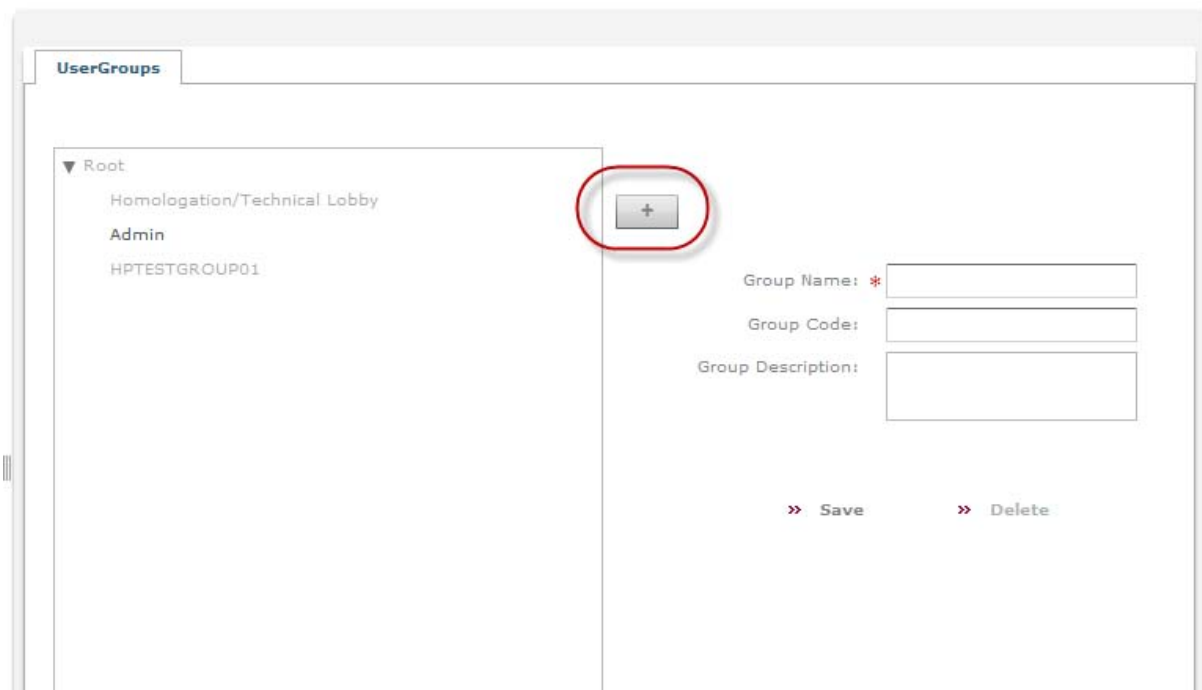 UserGroups
Root
Homologation/Technical Lobby
Admin
HPTESTGROUP01
+
Group Name: *
Group Code:
Group Description:
» Save » Delete